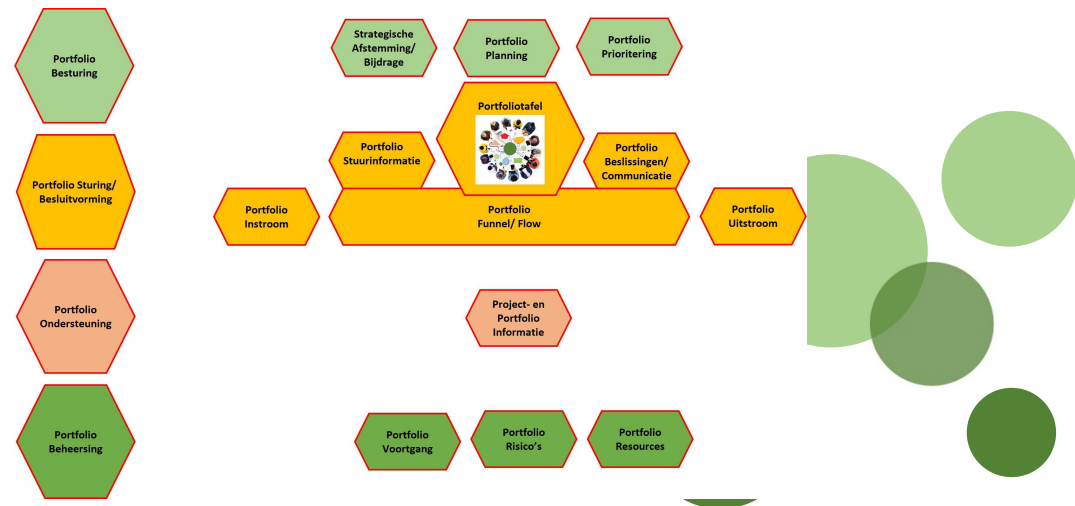 Portfolio
Besturing
Strategische
Afstemming/
Bijdrage
Portfolio
Planning
Portfolio
Prioritering
Portfolio Sturing/
Besluitvorming
Portfoliotafel
Portfolio
Stuurinformatie
Portfolio
Beslissingen/
Communicatie
Portfolio
Instroom
Portfolio
Funnel/ Flow
Portfolio
Uitstroom
Portfolio
Ondersteuning
Project- en
Portfolio
Informatie
Portfolio
Beheersing
Portfolio
Voortgang
Portfolio
Risico's
Portfolio
Resources